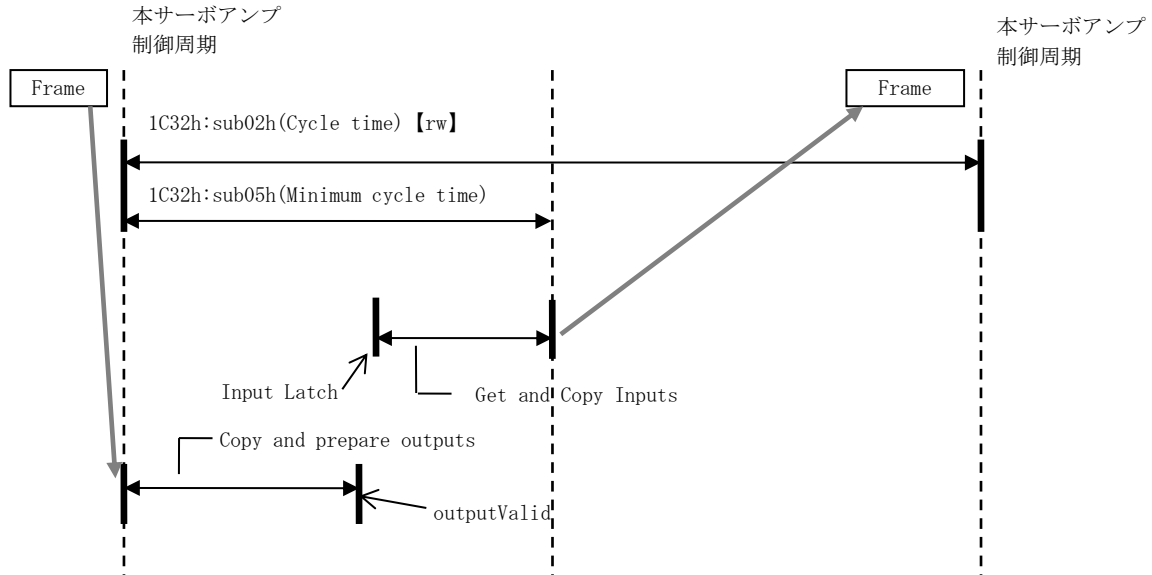 本サーボアンプ
制御周期
本サーボアンプ
制御周期
Frame
Frame
1C32h:sub02h(Cycle time)【rw】
1C32h:sub05h(Minimum cycle time)
Input Latch
Get and Copy Inputs
Copy and prepare outputs
outputValid